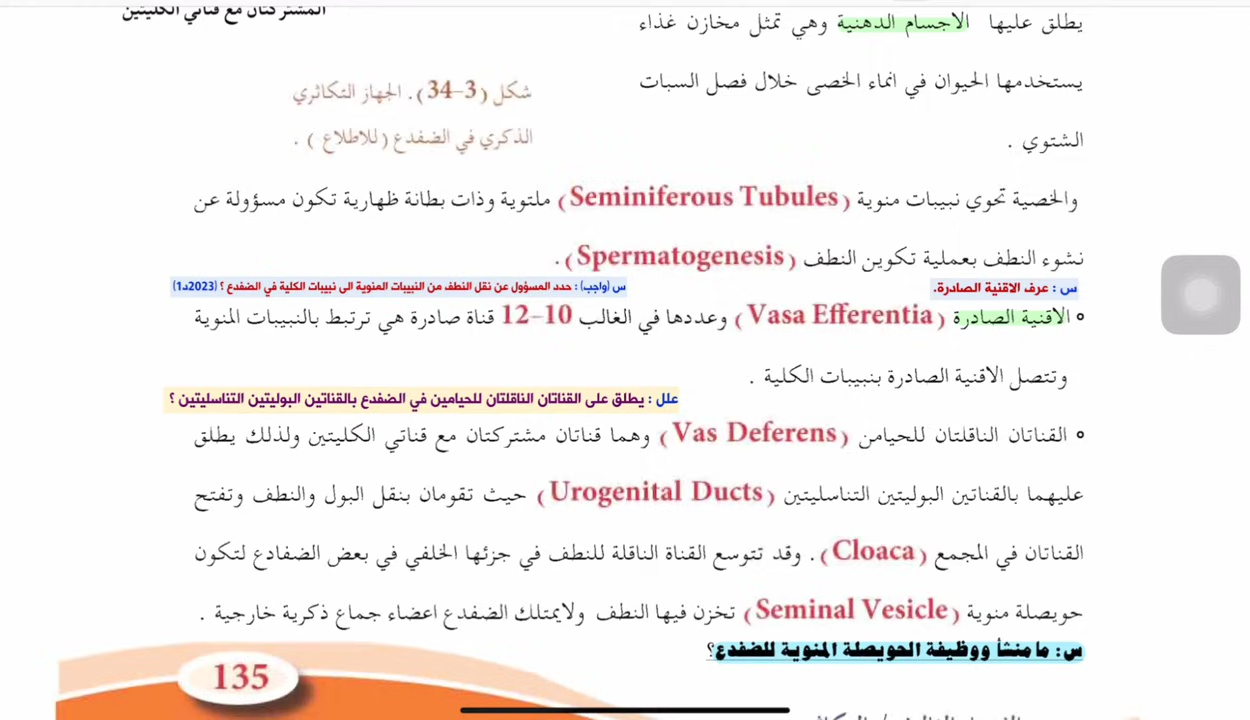 المشتركتان مع قناتي الكليتين
يطلق عليها الاجسام الدهنية وهي تمثل مخازن غذاء
يستخدمها الحيوان في انماء الخصى خلال فصل السبات
الشتوي .
شكل (3-34). الجهاز التكاثري
الذكري في الضفدع (للاطلاع) .
والخصية تحوي نبيبات منوية (Seminiferous Tubules) ملتوية وذات بطانة ظهارية تكون مسؤولة عن
نشوء النطف بعملية تكوين النطف (Spermatogenesis) .
س : عرف الاقنية الصادرة.
س (واجب) : حدد المسؤول عن نقل النطف من النبيبات المنوية الى نبيبات الكلية في الضفدع ؟ (2023د1)
الاقنية الصادرة (Vasa Efferentia) وعددها في الغالب 10-12 قناة صادرة هي ترتبط بالنبيبات المنوية
وتتصل الاقنية الصادرة بنبيبات الكلية .
علل : يطلق على القناتان الناقلتان للحيامين في الضفدع بالقناتين البوليتين التناسليتين ؟
القناتان الناقلتان للحيامن (Vas Deferens) وهما قناتان مشتركتان مع قناتي الكليتين ولذلك يطلق
عليهما بالقناتين البوليتين التناسليتين (Urogenital Ducts) حيث تقومان بنقل البول والنطف وتفتح
القناتان في المجمع (Cloaca) . وقد تتوسع القناة الناقلة للنطف في جزئها الخلفي في بعض الضفادع لتكون
حويصلة منوية (Seminal Vesicle) تخزن فيها النطف ولايمتلك الضفدع اعضاء جماع ذكرية خارجية .
س: ما منشأ ووظيفة الحويصلة المنوية للضفدع؟
135